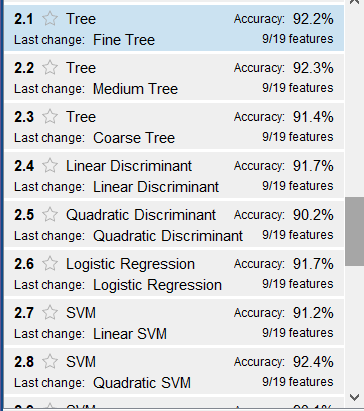 2.1 Tree Accuracy: 92.2%
Last change: Fine Tree 9/19 features
2.2 Tree Accuracy: 92.3%
Last change: Medium Tree 9/19 features
2.3 Tree Accuracy: 91.4%
Last change: Coarse Tree 9/19 features
2.4 Linear Discriminant Accuracy: 91.7%
Last change: Linear Discriminant 9/19 features
2.5 Quadratic Discriminant Accuracy: 90.2%
Last change: Quadratic Discriminant 9/19 features
2.6 Logistic Regression Accuracy: 91.7%
Last change: Logistic Regression 9/19 features
2.7 SVM Accuracy: 91.2%
Last change: Linear SVM 9/19 features
2.8 SVM Accuracy: 92.4%
Last change: Quadratic SVM 9/19 features